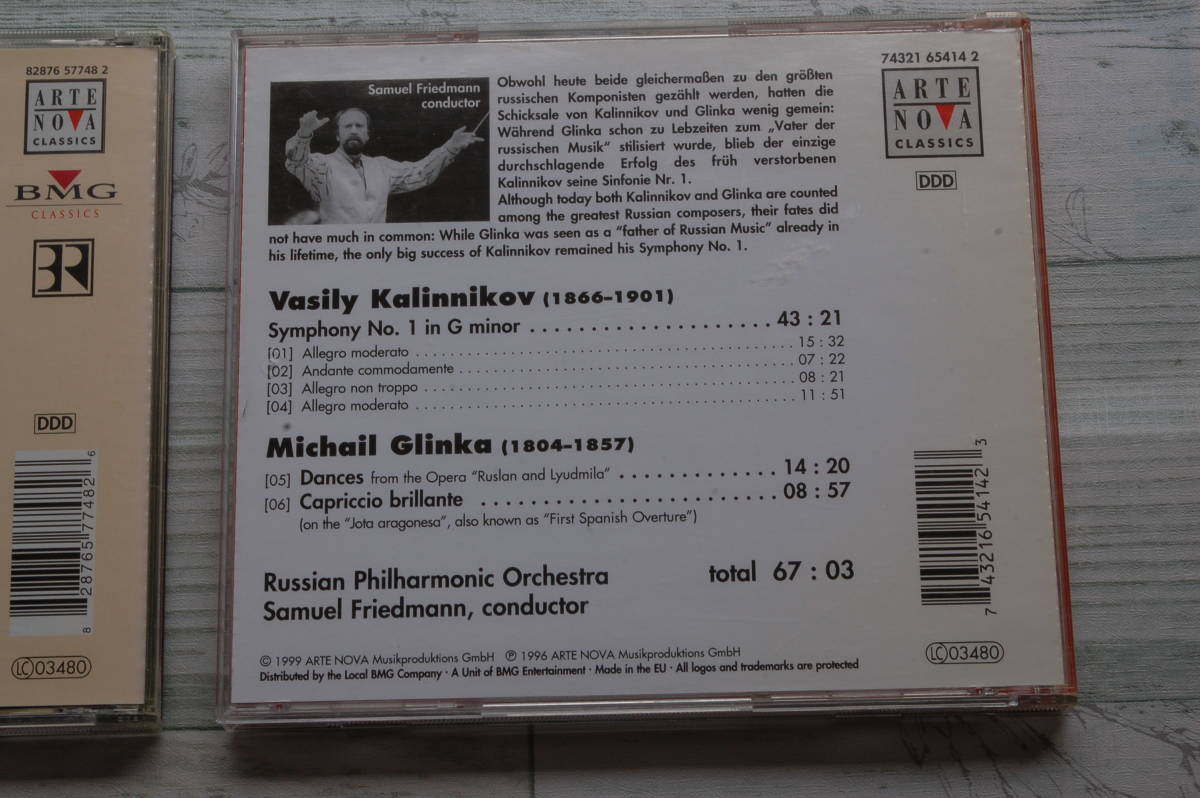 82876 57748 2
ARTE
NOVA
CLASSICS
BMG
CLASSICS
BR
DDD
8 28765 77482 6
LC 03480
74321 65414 2
ARTE
NOVA
CLASSICS
DDD
Samuel Friedmann
conductor
Obwohl heute beide gleichermaßen zu den größten
russischen Komponisten gezählt werden, hatten die
Schicksale von Kalinnikov und Glinka wenig gemein:
Während Glinka schon zu Lebzeiten zum „Vater der
russischen Musik“ stilisiert wurde, blieb der einzige
durchschlagende Erfolg des früh verstorbenen
Kalinnikov seine Sinfonie Nr. 1.
Although today both Kalinnikov and Glinka are counted
among the greatest Russian composers, their fates did
not have much in common: While Glinka was seen as a “father of Russian Music” already in
his lifetime, the only big success of Kalinnikov remained his Symphony No. 1.
Vasily Kalinnikov (1866–1901)
Symphony No. 1 in G minor . . . . . . . . . . . . . . . . . . . . . 43 : 21
[01] Allegro moderato . . . . . . . . . . . . . . . . . . . . . 15 : 32
[02] Andante commodamente . . . . . . . . . . . . . . . . . . . . . 07 : 22
[03] Allegro non troppo . . . . . . . . . . . . . . . . . . . . . 08 : 21
[04] Allegro moderato . . . . . . . . . . . . . . . . . . . . . 11 : 51
Michail Glinka (1804–1857)
[05] Dances from the Opera “Ruslan and Lyudmila” . . . . . . . . . . . . . . 14 : 20
[06] Capriccio brillante . . . . . . . . . . . . . . . . . . . . . 08 : 57
(on the “Jota aragonesa”, also known as “First Spanish Overture”)
Russian Philharmonic Orchestra total 67 : 03
Samuel Friedmann, conductor
7 43216 54142 3
© 1999 ARTE NOVA Musikproduktions GmbH ℗ 1996 ARTE NOVA Musikproduktions GmbH
Distributed by the Local BMG Company · A Unit of BMG Entertainment · Made in the EU · All logos and trademarks are protected
LC 03480